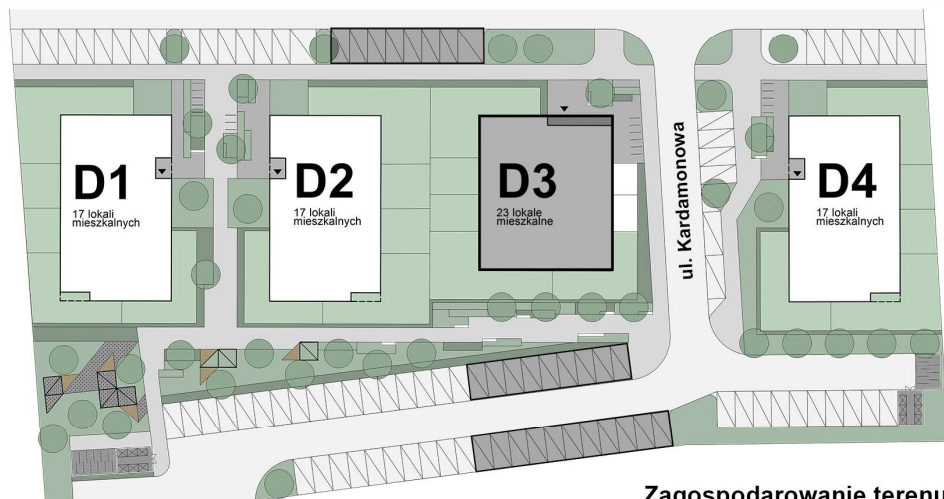 D1
17 lokali
mieszkalnych
D2
17 lokali
mieszkalnych
D3
23 lokale
mieszkalne
ul. Kardamonowa
D4
17 lokali
mieszkalnych
Zagospodarowanie terenu